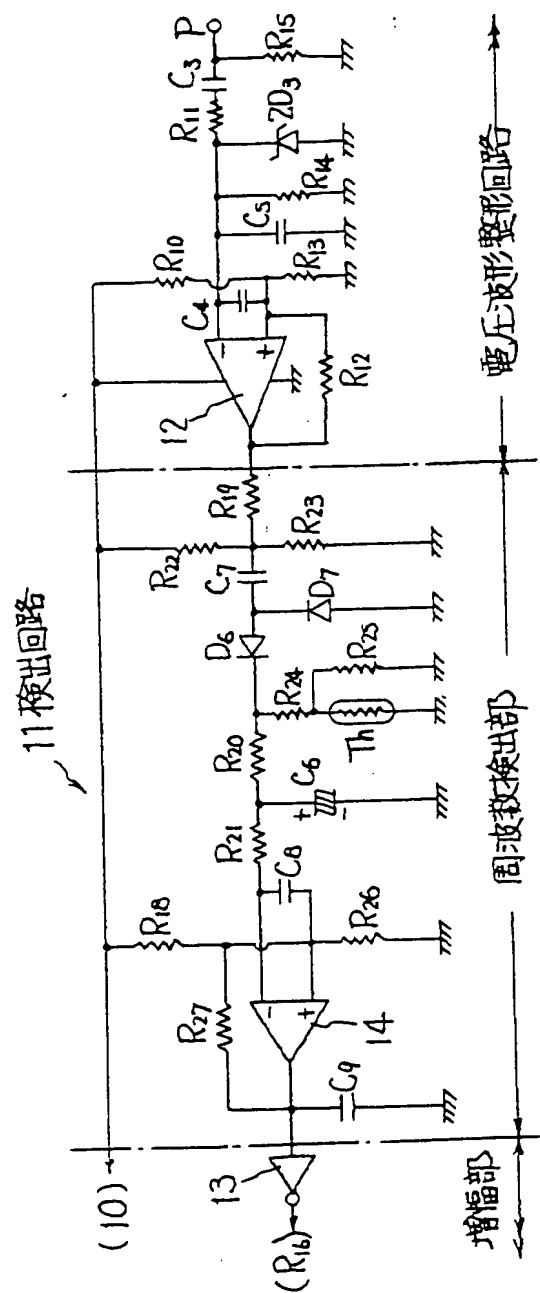 11検出回路
(10)
(R16)
13
14
12
R18
R27
C9
R26
C8
R21
C6
+
-
R20
Th
R24
R25
D6
D7
C7
R22
R23
R19
R12
C4
R10
R13
C5
R14
ZD3
R11
C3
P
R15
-
+
-
+
増幅部
周波数検出部
電圧波形整形回路